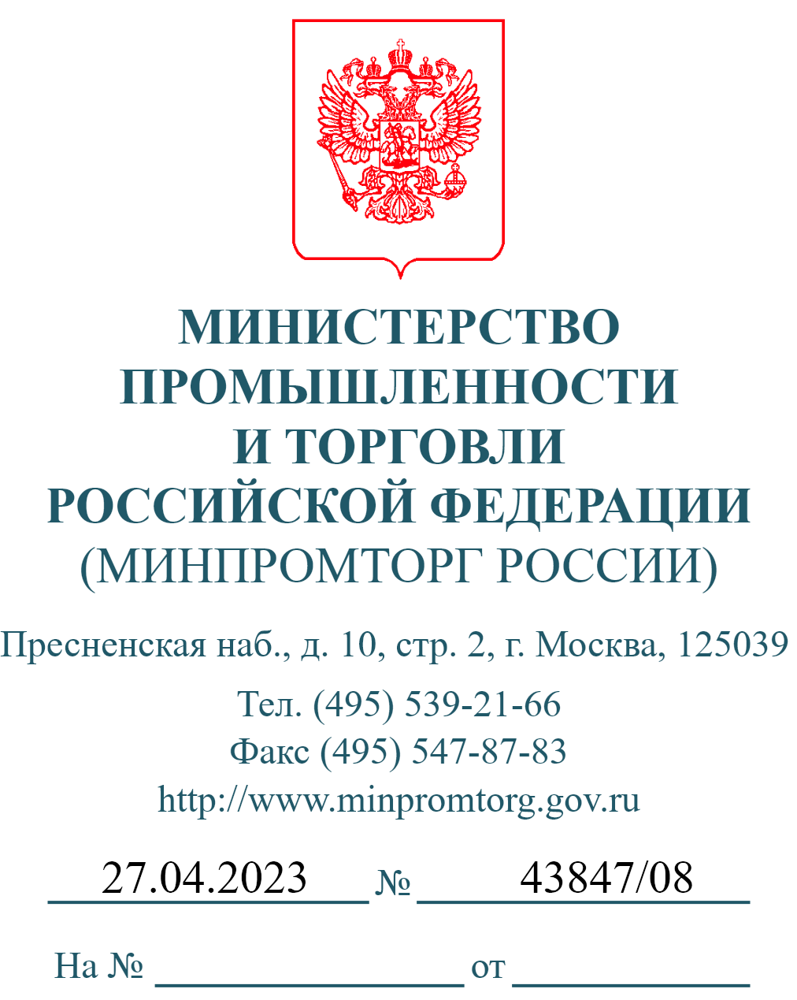 МИНИСТЕРСТВО
ПРОМЫШЛЕННОСТИ
И ТОРГОВЛИ
РОССИЙСКОЙ ФЕДЕРАЦИИ
(МИНПРОМТОРГ РОССИИ)
Пресненская наб., д. 10, стр. 2, г. Москва, 125039
Тел. (495) 539-21-66
Факс (495) 547-87-83
http://www.minpromtorg.gov.ru
27.04.2023 № 43847/08
На № от